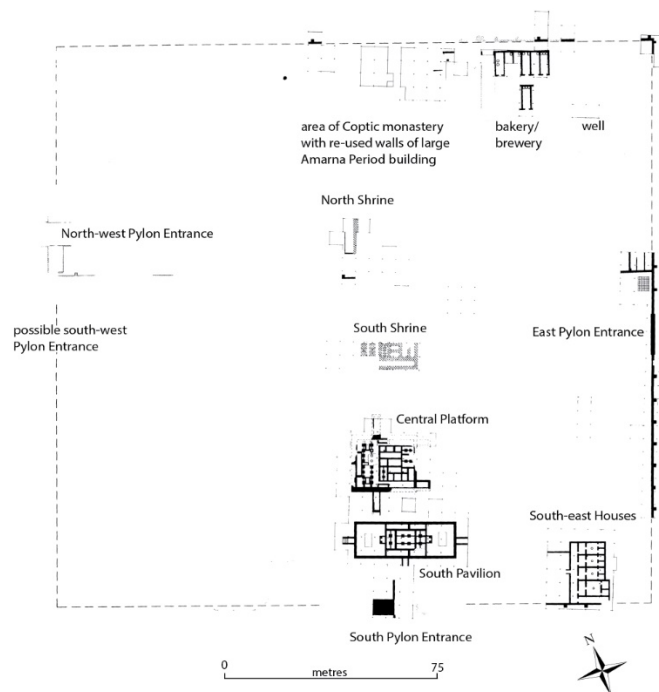 area of Coptic monastery
with re-used walls of large
Amarna Period building
bakery/
brewery
well
North Shrine
North-west Pylon Entrance
possible south-west
Pylon Entrance
South Shrine
East Pylon Entrance
Central Platform
South-east Houses
South Pavilion
South Pylon Entrance
N
0
75
metres